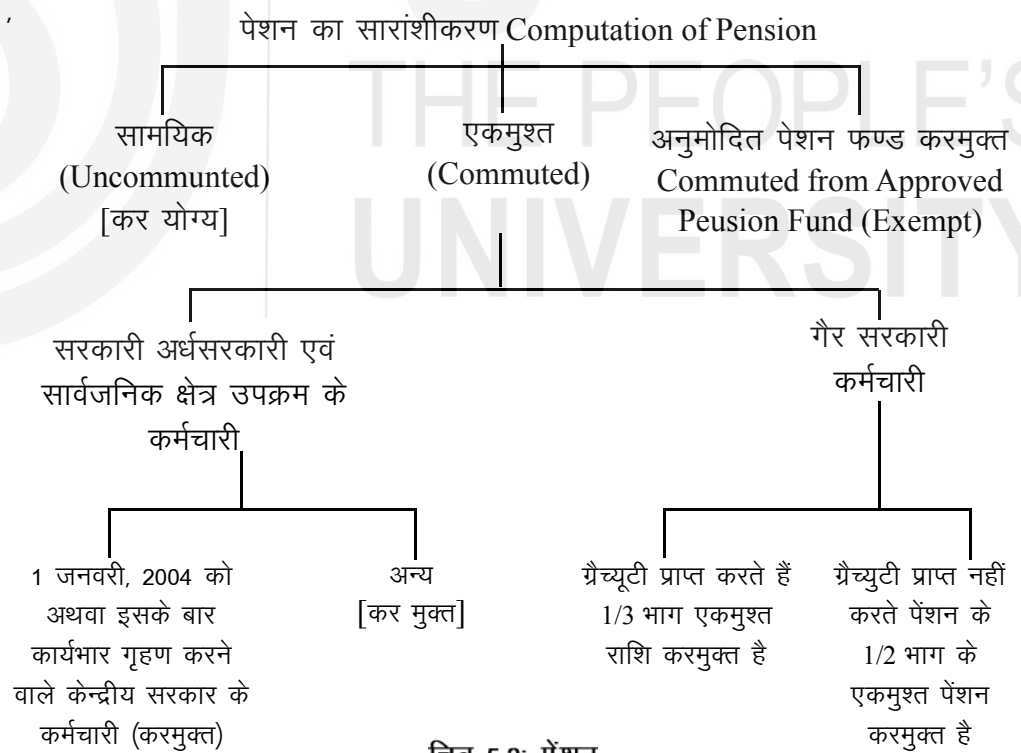 पेशन का सारांशीकरण Computation of Pension
सामयिक
(Uncommunted)
[कर योग्य]
एकमुश्त
(Commuted)
अनुमोदित पेशन फण्ड करमुक्त
Commuted from Approved
Peusion Fund (Exempt)
THE PEOPLE'S
UNIVERSITY
सरकारी अर्धसरकारी एवं
सार्वजनिक क्षेत्र उपक्रम के
कर्मचारी
गैर सरकारी
कर्मचारी
1 जनवरी, 2004 को
अथवा इसके बार
कार्यभार गृहण करने
वाले केन्द्रीय सरकार के
कर्मचारी (करमुक्त)
अन्य
[कर मुक्त]
ग्रैच्यूटी प्राप्त करते हैं
1/3 भाग एकमुश्त
राशि करमुक्त है
ग्रैच्युटी प्राप्त नहीं
करते पेंशन के
1/2 भाग के
एकमुश्त पेंशन
करमुक्त है